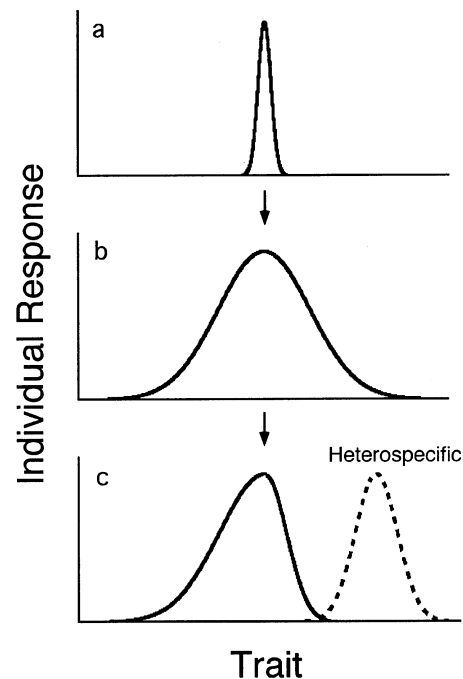 a
Individual Response
b
Heterospecific
c
Trait